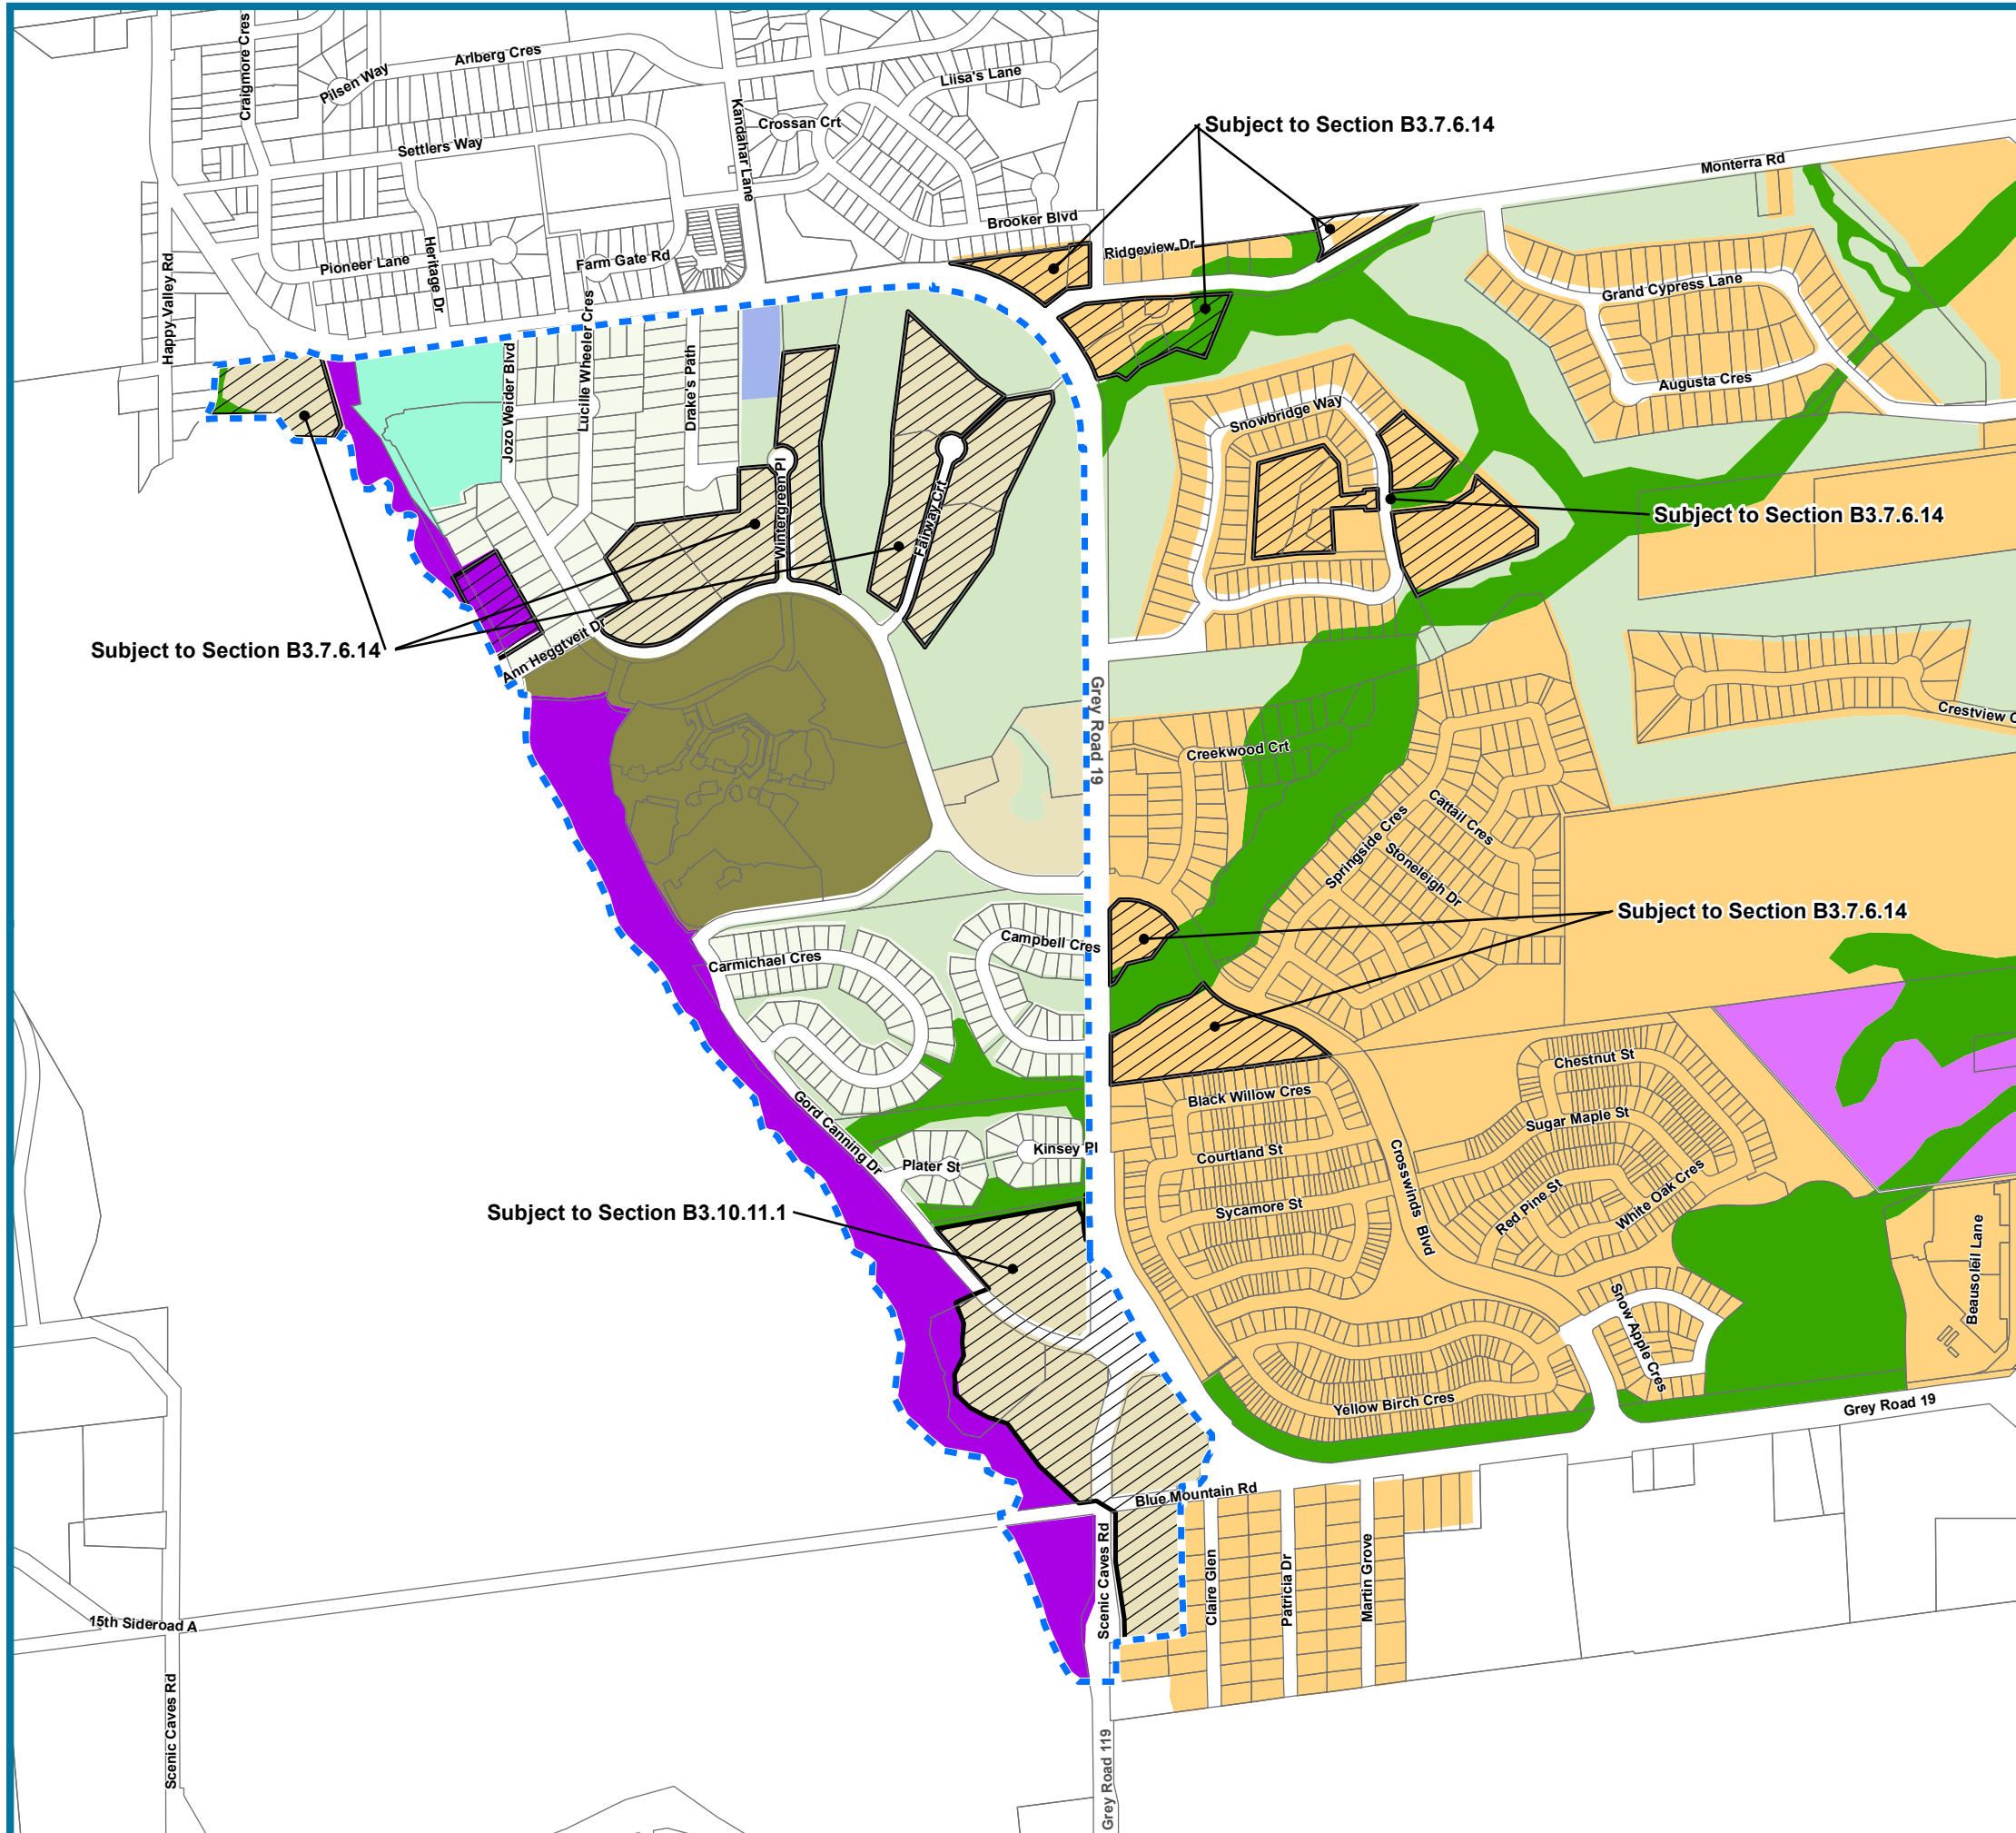 Craigmore Cres
Pilsen Way
Arlberg Cres
Liisa's Lane
Kandahar Lane
Crossan Crt
Subject to Section B3.7.6.14
Settlers Way
Monterra Rd
Brooker Blvd
Ridgeview Dr
Happy Valley Rd
Pioneer Lane
Heritage Dr
Farm Gate Rd
Grand Cypress Lane
Augusta Cres
Jozo Weider Blvd
Lucille Wheeler Cres
Drake's Path
Snowbridge Way
Wintergreen Pl
Fairway Crt
Subject to Section B3.7.6.14
Subject to Section B3.7.6.14
Ann Heggtveit Dr
Grey Road 19
Crestview C
Creekwood Crt
Cattail Cres
Springside Cres
Stoneleigh Dr
Subject to Section B3.7.6.14
Campbell Cres
Carmichael Cres
Chestnut St
Black Willow Cres
Sugar Maple St
Gord Canning Dr
Courtland St
Crosswinds Blvd
Kinsey Pl
Plater St
Red Pine St
White Oak Cres
Sycamore St
Subject to Section B3.10.11.1
Beausoleil Lane
Snow Apple Cres
Yellow Birch Cres
Grey Road 19
Blue Mountain Rd
Scenic Caves Rd
Claire Glen
Patricia Dr
Martin Grove
15th Sideroad A
Scenic Caves Rd
Grey Road 119